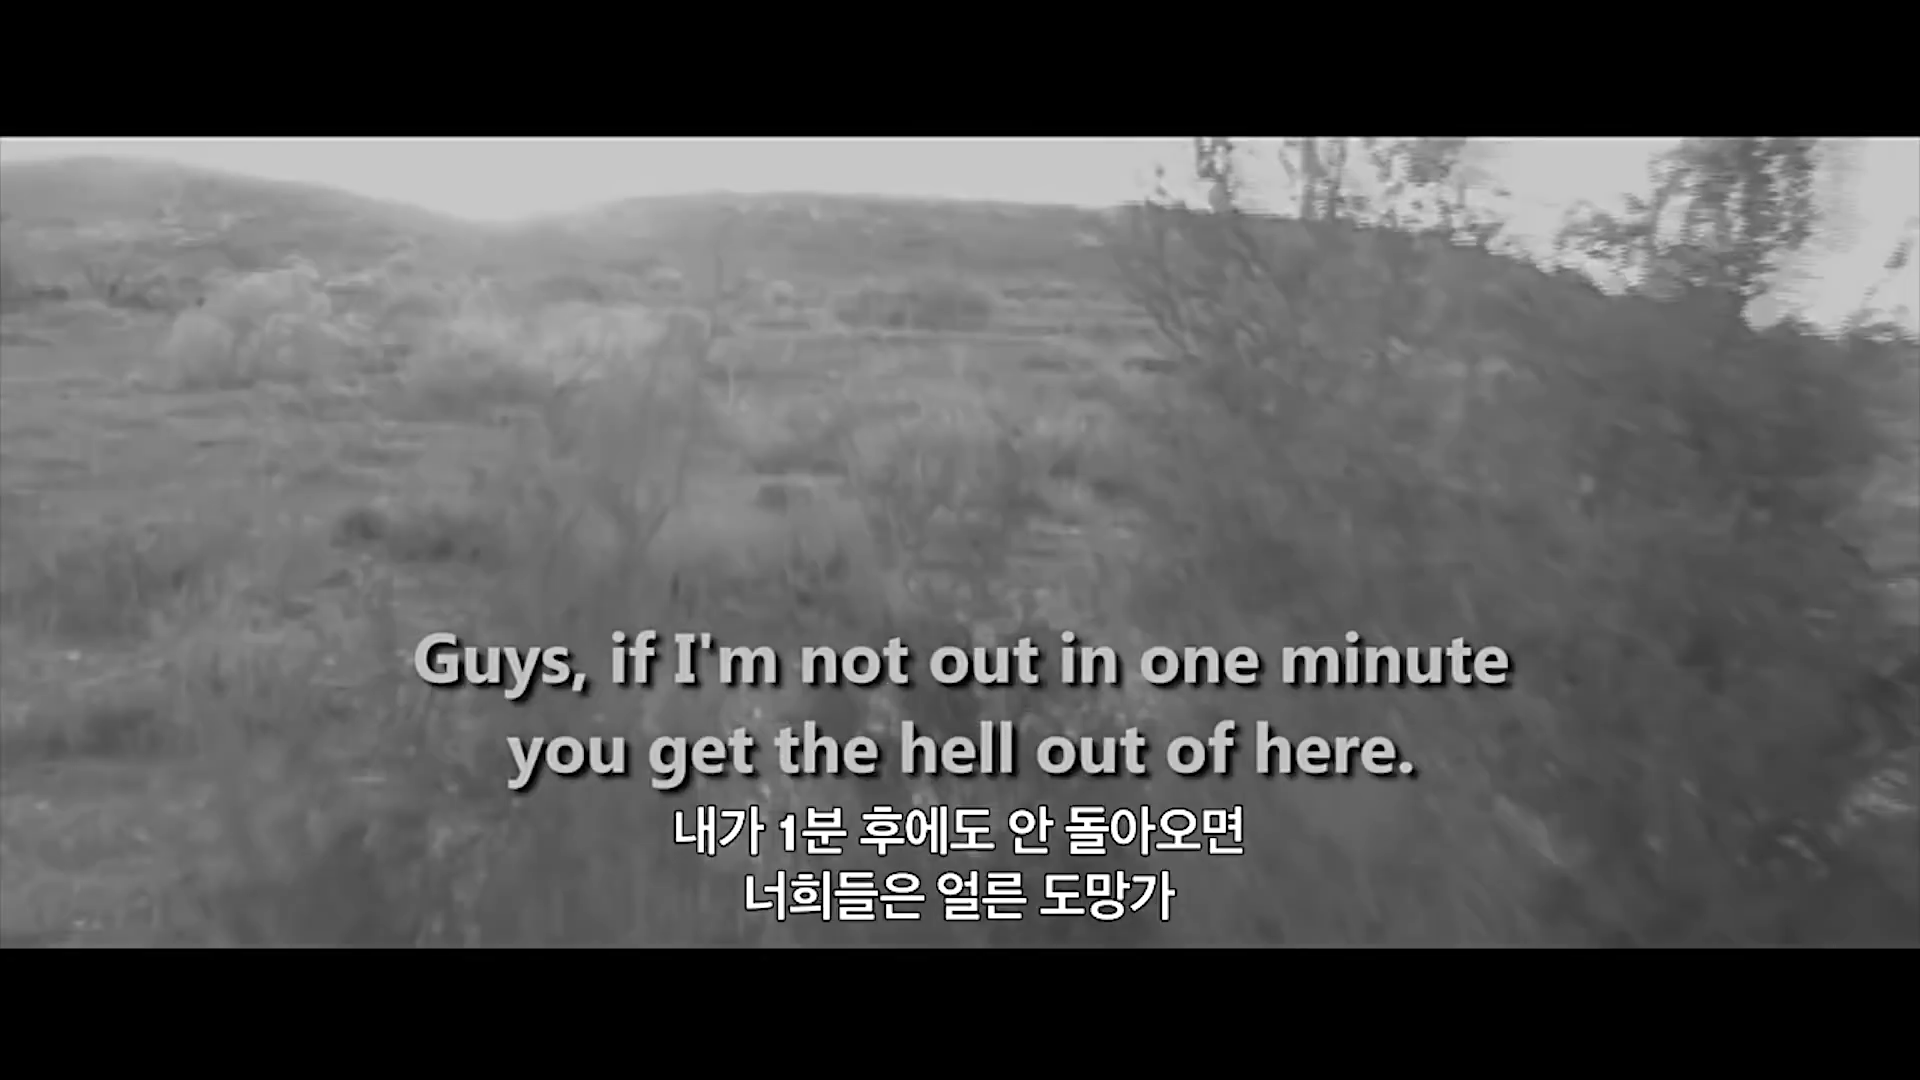 Guys, if I'm not out in one minute
you get the hell out of here.
내가 1분 후에도 안 돌아오면
너희들은 얼른 도망가